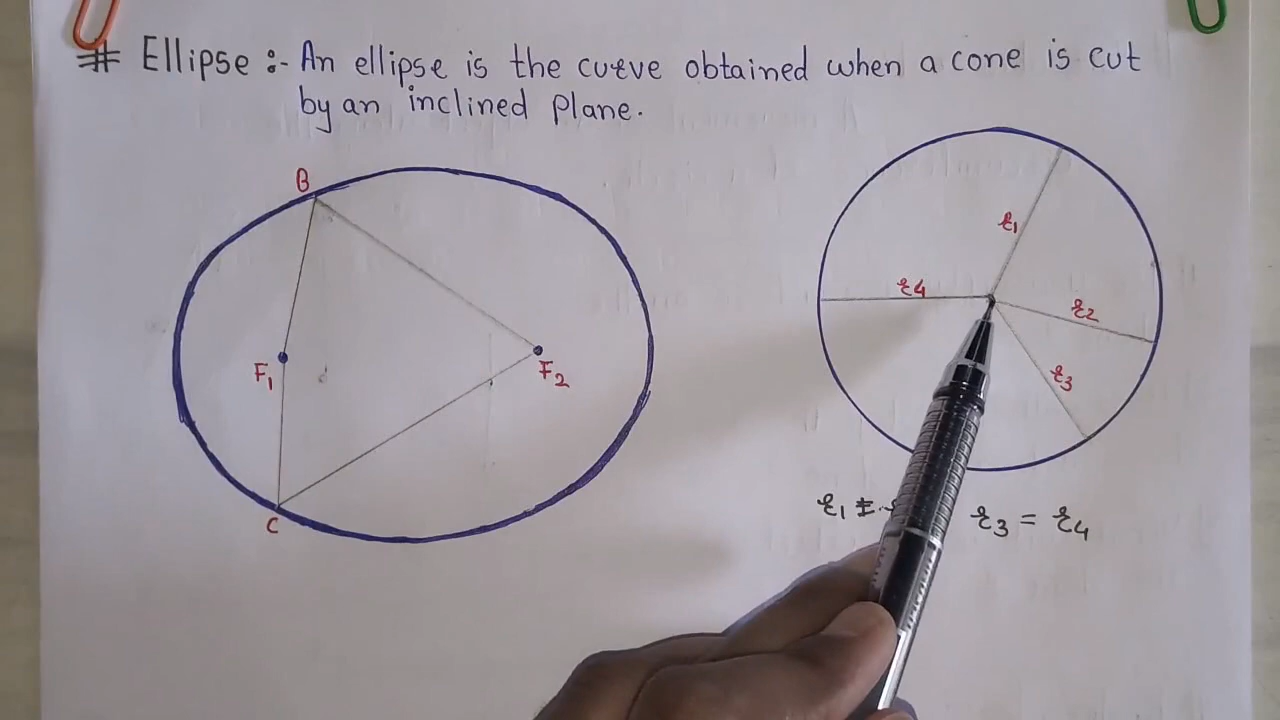 # Ellipse :- An ellipse is the curve obtained when a cone is cut
by an inclined plane.
B
F1
F2
C
r1
r4
r2
r3
r1 = r3 = r4